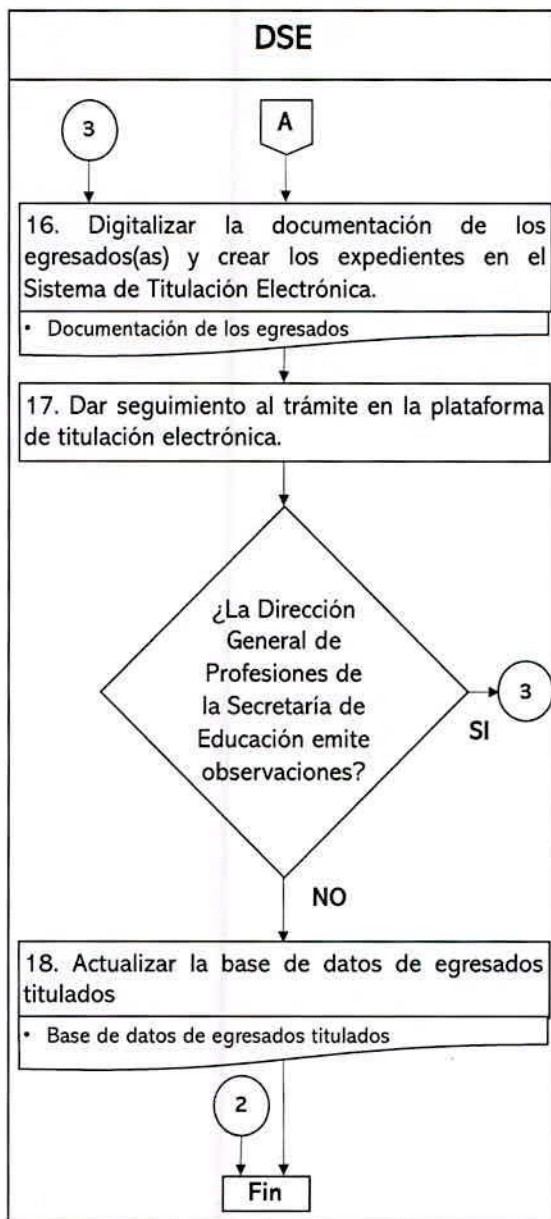 DSE
3
A
16. Digitalizar la documentación de los
egresados(as) y crear los expedientes en el
Sistema de Titulación Electrónica.
• Documentación de los egresados
17. Dar seguimiento al trámite en la plataforma
de titulación electrónica.
¿La Dirección
General de
Profesiones de
la Secretaría de
Educación emite
observaciones?
3
SI
NO
18. Actualizar la base de datos de egresados
titulados
• Base de datos de egresados titulados
2
Fin